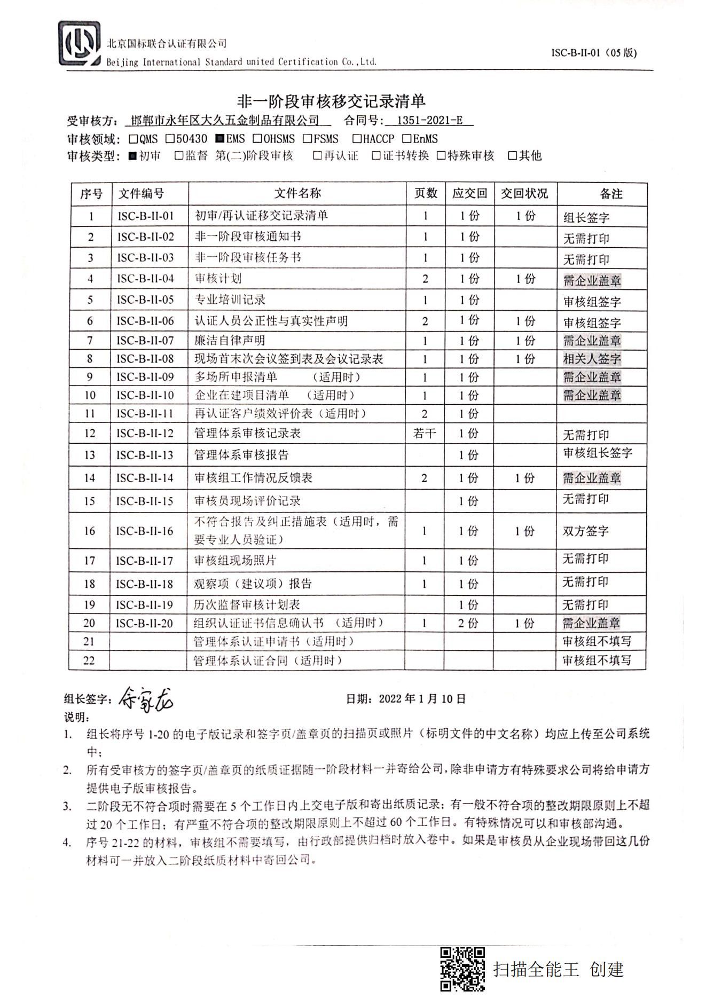 北京国标联合认证有限公司
Beijing International Standard united Certification Co.,Ltd.
ISC-B-II-01（05版)
非一阶段审核移交记录清单
受审核方： 邯郸市永年区大久五金制品有限公司 合同号: 1351-2021-E
审核领域：□QMS □50430 ■EMS □OHSMS □FSMS □HACCP □EnMS
审核类型：■初审 □监督 第(二)阶段审核 □再认证 □证书转换 □特殊审核 □其他
序号 文件编号 文件名称 页数 应交回 交回状况 备注
1 ISC-B-II-01 初审/再认证移交记录清单 1 1份 1份 组长签字
2 ISC-B-II-02 非一阶段审核通知书 1 1份 无需打印
3 ISC-B-II-03 非一阶段审核任务书 1 1份 无需打印
4 ISC-B-II-04 审核计划 2 1份 1份 需企业盖章
5 ISC-B-II-05 专业培训记录 1 1份 审核组签字
6 ISC-B-II-06 认证人员公正性与真实性声明 2 1份 1份 审核组签字
7 ISC-B-II-07 廉洁自律声明 1 1份 1份 需企业盖章
8 ISC-B-II-08 现场首末次会议签到表及会议记录表 1 1份 1份 相关人签字
9 ISC-B-II-09 多场所申报清单 （适用时） 1 1份 需企业盖章
10 ISC-B-II-10 企业在建项目清单 （适用时） 1 1份 需企业盖章
11 ISC-B-II-11 再认证客户绩效评价表（适用时） 2 1份
12 ISC-B-II-12 管理体系审核记录表 若干 1份 无需打印
13 ISC-B-II-13 管理体系审核报告 1份 审核组长签字
14 ISC-B-II-14 审核组工作情况反馈表 2 1份 1份 需企业盖章
15 ISC-B-II-15 审核员现场评价记录 1份 无需打印
16 ISC-B-II-16 不符合报告及纠正措施表（适用时，需
要专业人员验证） 1 1份 1份 双方签字
17 ISC-B-II-17 审核组现场照片 1 1份 无需打印
18 ISC-B-II-18 观察项（建议项）报告 1 1份 无需打印
19 ISC-B-II-19 历次监督审核计划表 1份 无需打印
20 ISC-B-II-20 组织认证证书信息确认书 （适用时） 1 2份 1份 需企业盖章
21 管理体系认证申请书（适用时） 审核组不填写
22 管理体系认证合同（适用时） 审核组不填写
组长签字：余家龙 日期：2022年1月10日
说明：
1. 组长将序号 1-20 的电子版记录和签字页/盖章页的扫描页或照片（标明文件的中文名称）均应上传至公司系统
中；
2. 所有受审核方的签字页/盖章页的纸质证据随一阶段材料一并寄给公司，除非申请方有特殊要求公司将给申请方
提供电子版审核报告。
3. 二阶段无不符合项时需要在 5 个工作日内上交电子版和寄出纸质记录；有一般不符合项的整改期限原则上不超
过 20 个工作日；有严重不符合项的整改期限原则上不超过 60 个工作日。有特殊情况可以和审核部沟通。
4. 序号 21-22 的材料，审核组不需要填写，由行政部提供归档时放入卷中。如果是审核员从企业现场带回这几份
材料可一并放入二阶段纸质材料中寄回公司。
扫描全能王 创建